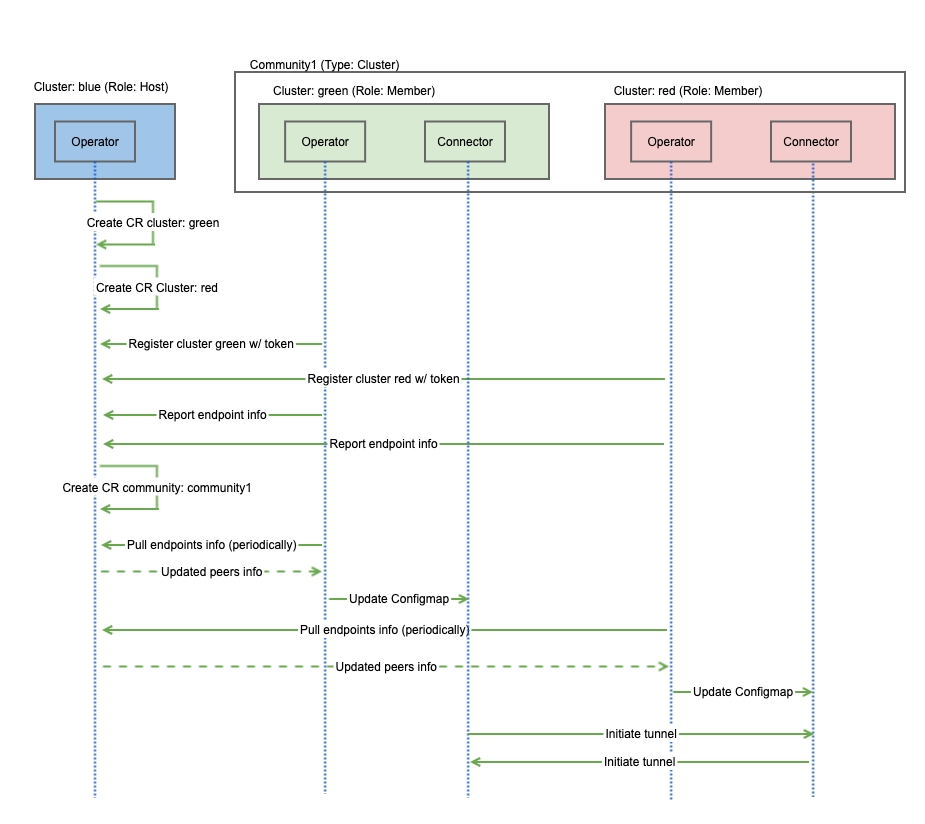 Community1 (Type: Cluster)
Cluster: blue (Role: Host)
Cluster: green (Role: Member)
Cluster: red (Role: Member)
Operator
Operator
Connector
Operator
Connector
Create CR cluster: green
Create CR Cluster: red
Register cluster green w/ token
Register cluster red w/ token
Report endpoint info
Report endpoint info
Create CR community: community1
Pull endpoints info (periodically)
Updated peers info
Update Configmap
Pull endpoints info (periodically)
Updated peers info
Update Configmap
Initiate tunnel
Initiate tunnel